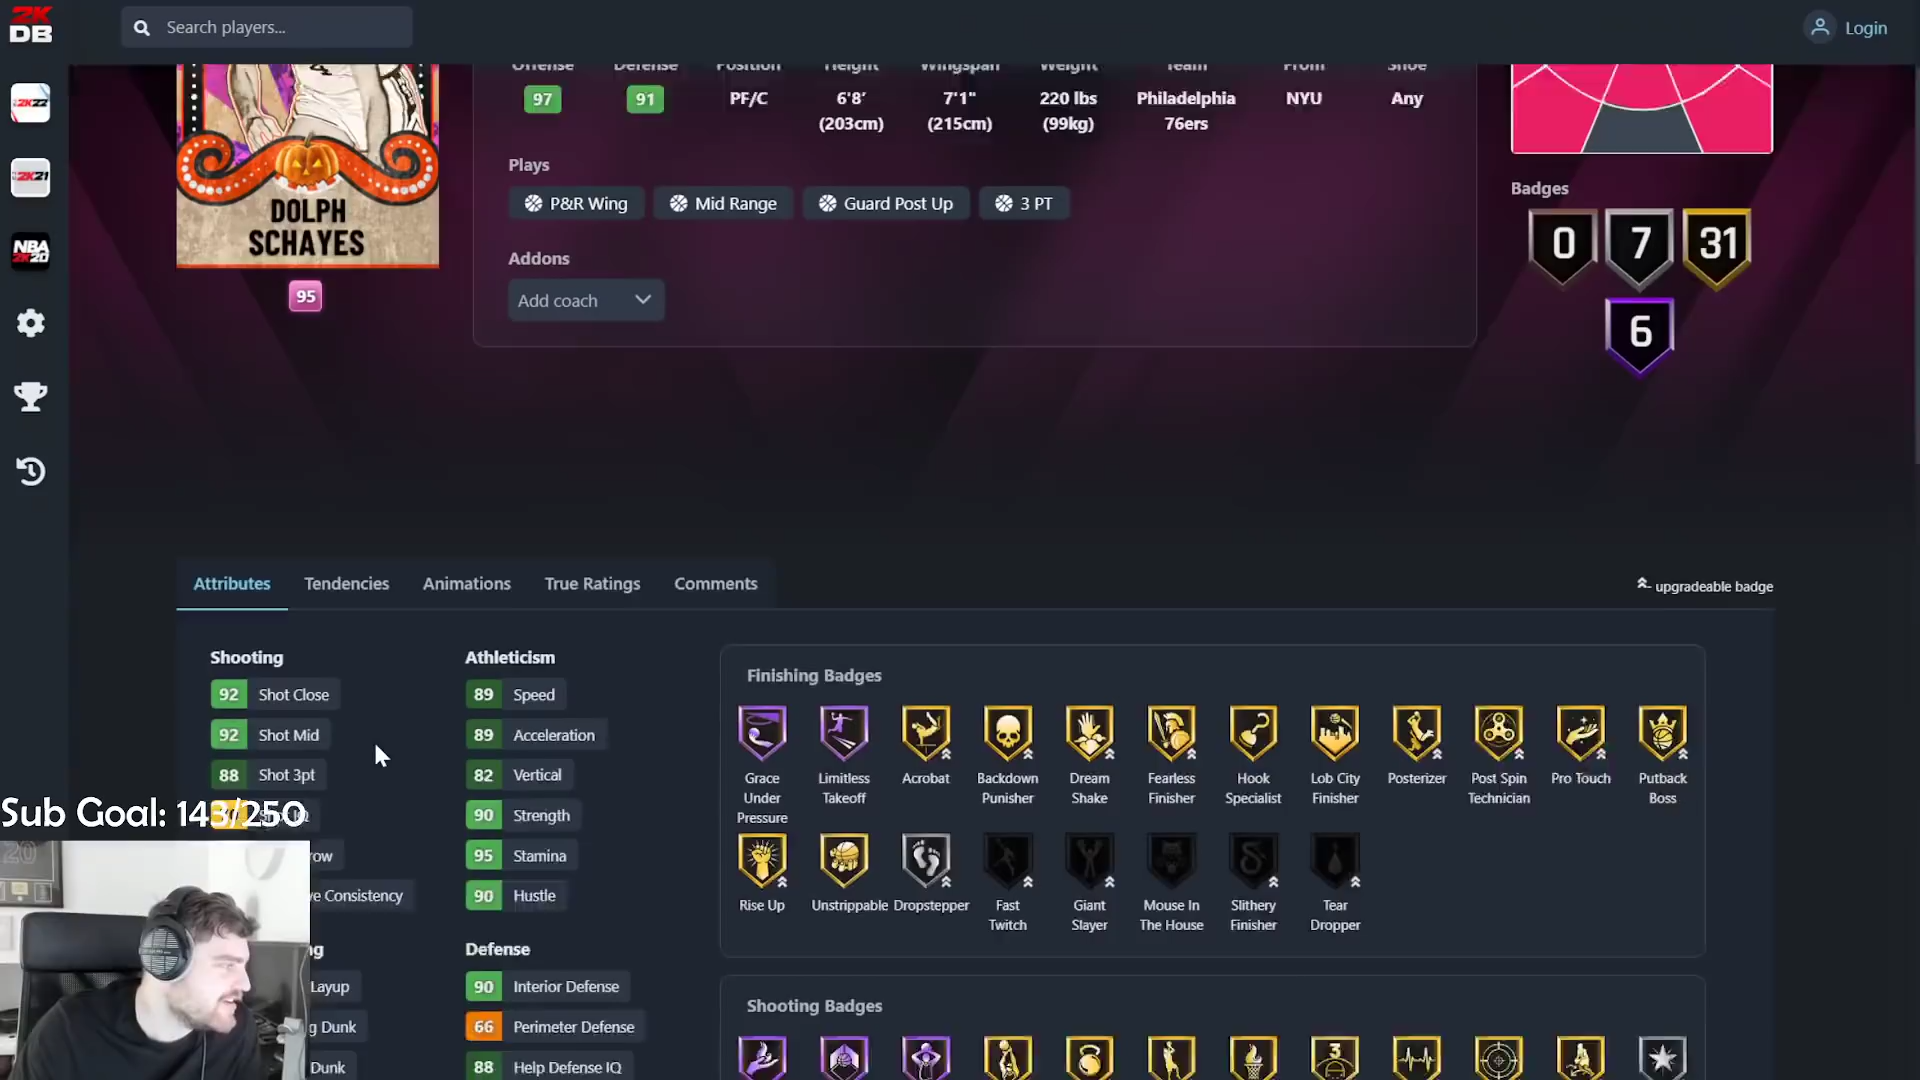 2K
DB
Search players...
Login
2K22
2K21
NBA
2K20
DOLPH
SCHAYES
95
Offense Defense Position Height Wingspan Weight Team From Shoe
97 91 PF/C 6'8' 7'1" 220 lbs Philadelphia NYU Any
(203cm) (215cm) (99kg) 76ers
Plays
P&R Wing Mid Range Guard Post Up 3 PT
Addons
Add coach
Badges
0 7 31
6
Attributes Tendencies Animations True Ratings Comments
upgradeable badge
Shooting
92 Shot Close
92 Shot Mid
88 Shot 3pt
Sub Goal: 143/250
row
ve Consistency
ng
Layup
g Dunk
Dunk
Athleticism
89 Speed
89 Acceleration
82 Vertical
90 Strength
95 Stamina
90 Hustle
Defense
90 Interior Defense
66 Perimeter Defense
88 Help Defense IQ
Finishing Badges
Grace Under Pressure
Limitless Takeoff
Acrobat
Backdown Punisher
Dream Shake
Fearless Finisher
Hook Specialist
Lob City Finisher
Posterizer
Post Spin Technician
Pro Touch
Putback Boss
Rise Up
Unstrippable
Dropstepper
Fast Twitch
Giant Slayer
Mouse In The House
Slithery Finisher
Tear Dropper
Shooting Badges